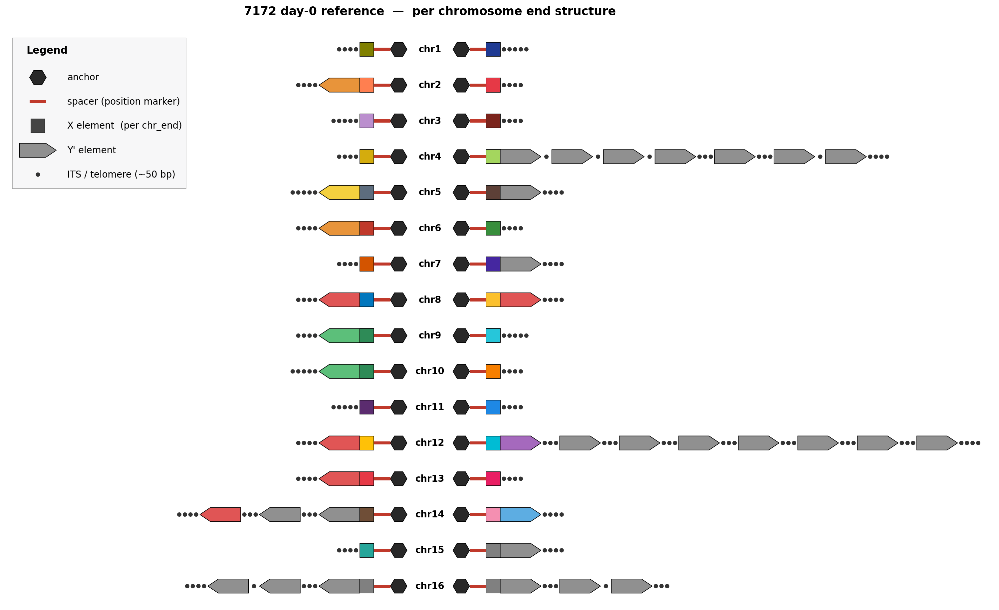 7172 day-0 reference — per chromosome end structure
Legend
anchor
spacer (position marker)
X element (per chr_end)
Y' element
ITS / telomere (~50 bp)
chr1
chr2
chr3
chr4
chr5
chr6
chr7
chr8
chr9
chr10
chr11
chr12
chr13
chr14
chr15
chr16